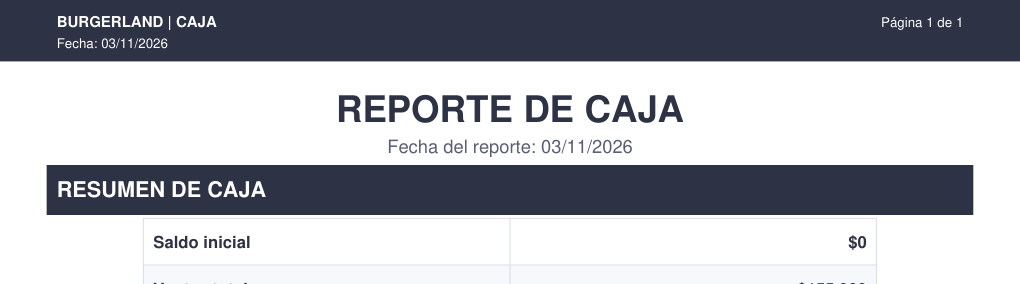 BURGERLAND | CAJA
Página 1 de 1
Fecha: 03/11/2026
REPORTE DE CAJA
Fecha del reporte: 03/11/2026
RESUMEN DE CAJA
Saldo inicial
$0